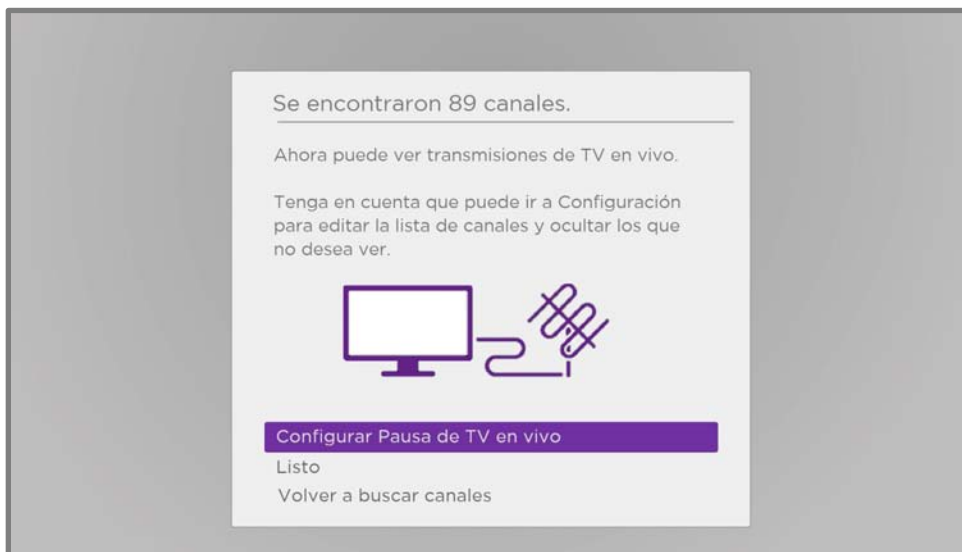 Se encontraron 89 canales.
Ahora puede ver transmisiones de TV en vivo.
Tenga en cuenta que puede ir a Configuración
para editar la lista de canales y ocultar los que
no desea ver.
Configurar Pausa de TV en vivo
Listo
Volver a buscar canales